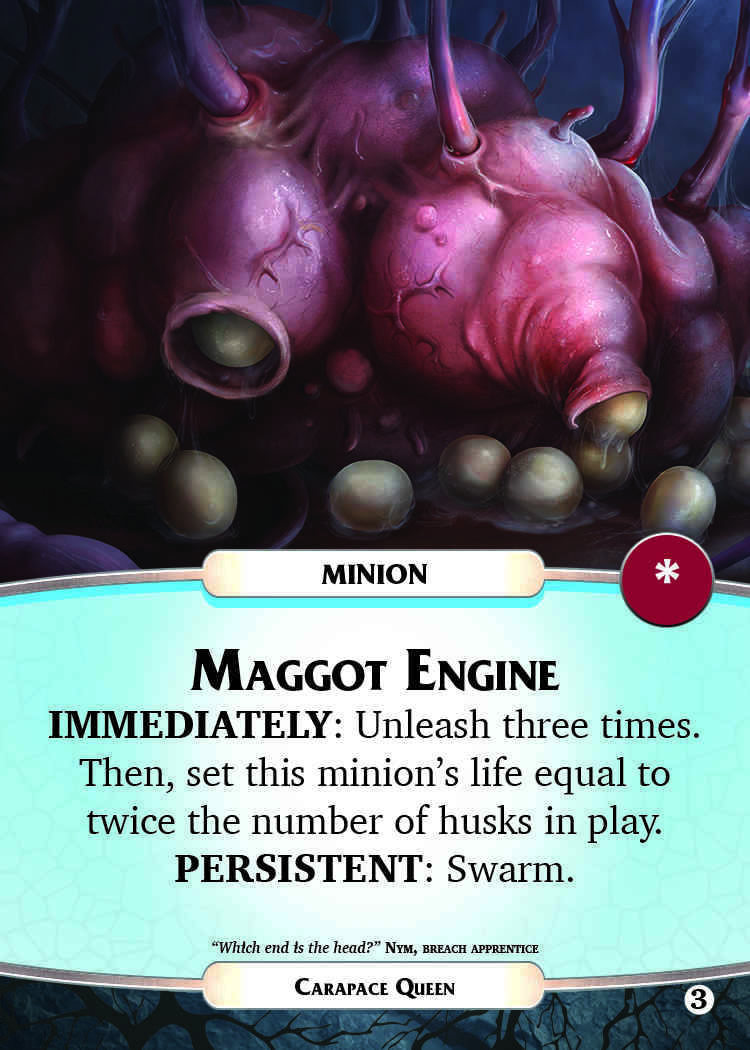 MINION
*
Maggot Engine
IMMEDIATELY: Unleash three times.
Then, set this minion’s life equal to
twice the number of husks in play.
PERSISTENT: Swarm.
“Which end is the head?” Nym, breach apprentice
Carapace Queen
3